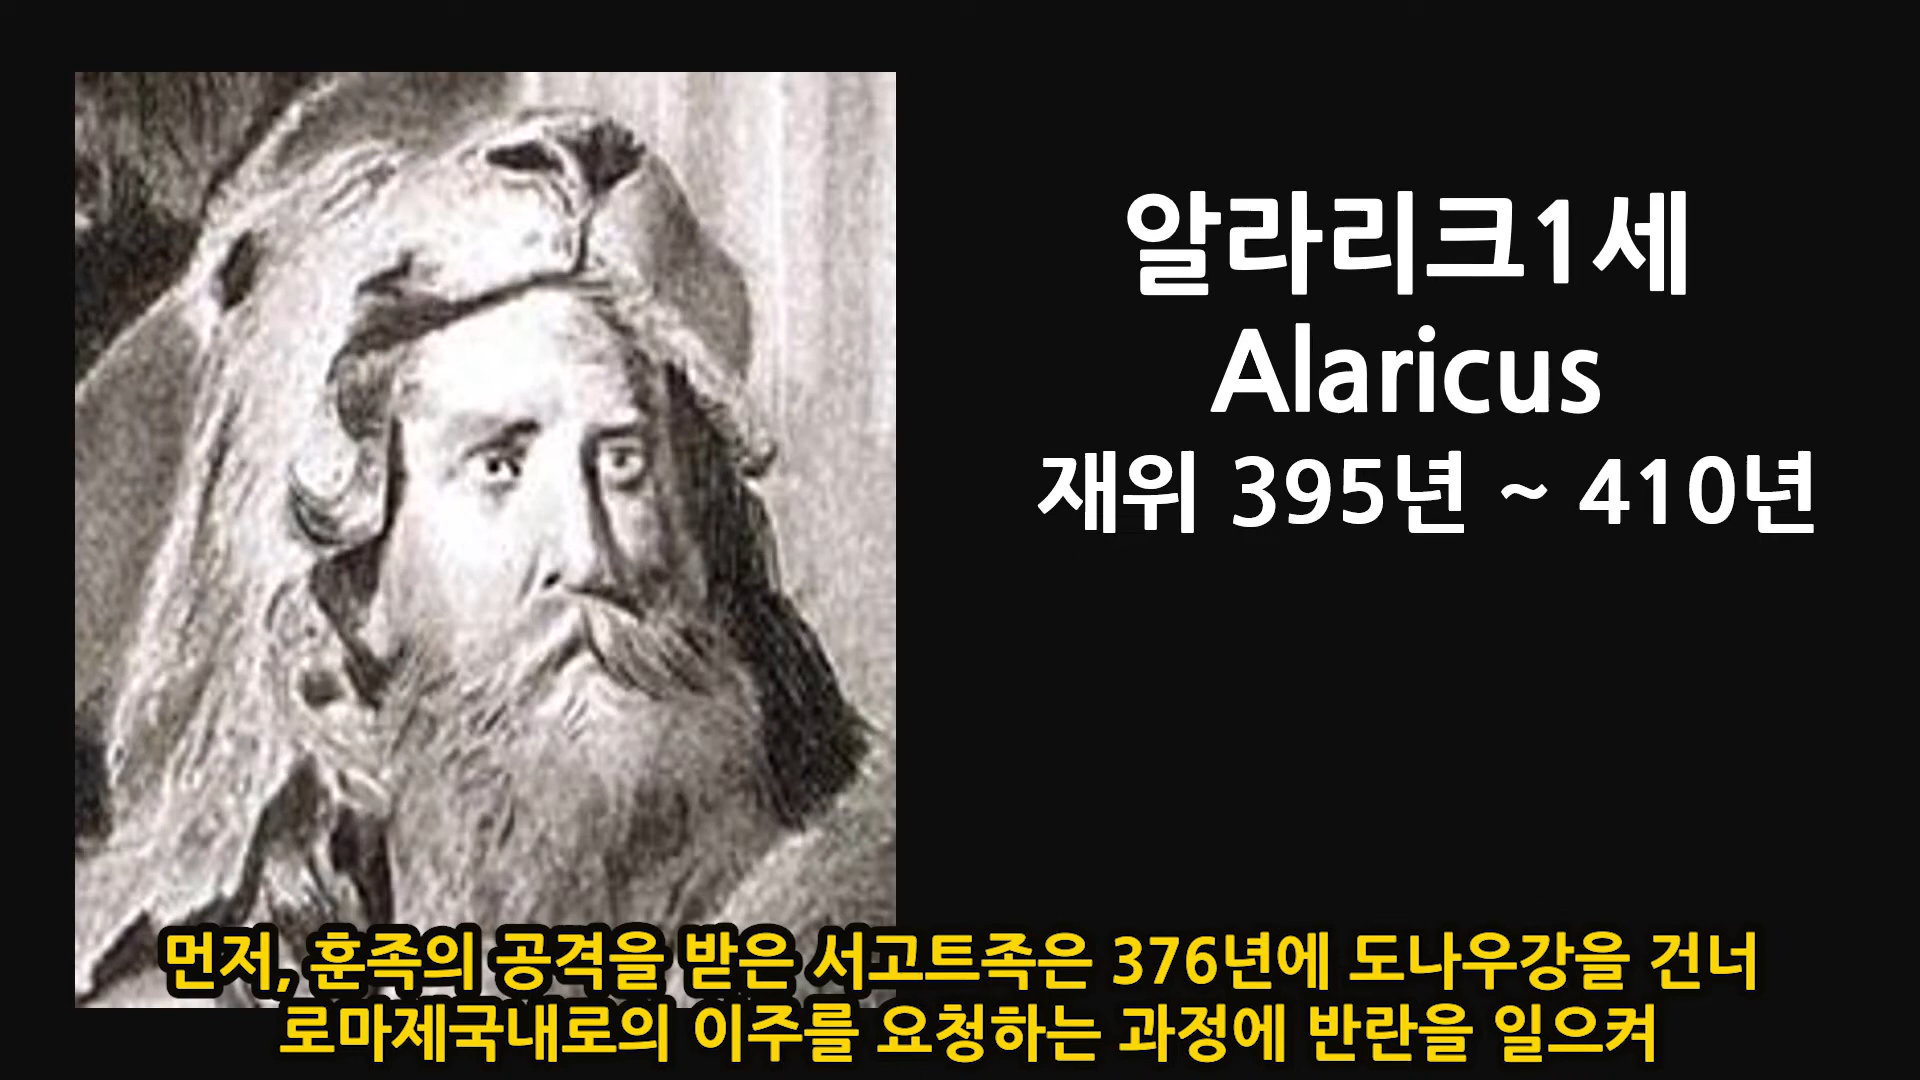 알라리크1세
Alaricus
재위 395년 ~ 410년
먼저, 훈족의 공격을 받은 서고트족은 376년에 도나우강을 건너
로마제국내로의 이주를 요청하는 과정에 반란을 일으켜